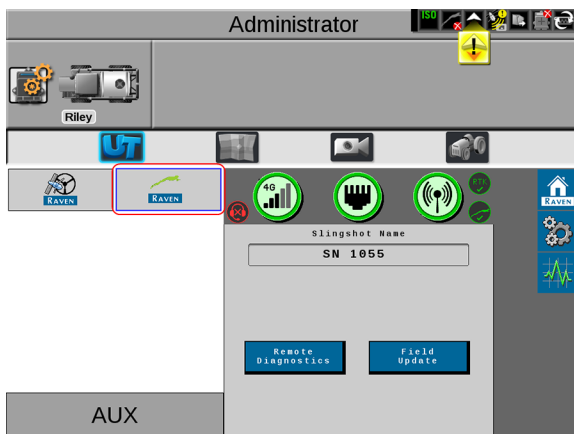 Administrator
ISO
Riley
UT
RAVEN
RAVEN
4G
RTK
RAVEN
Slingshot Name
SN 1055
Remote
Diagnostics
Field
Update
AUX